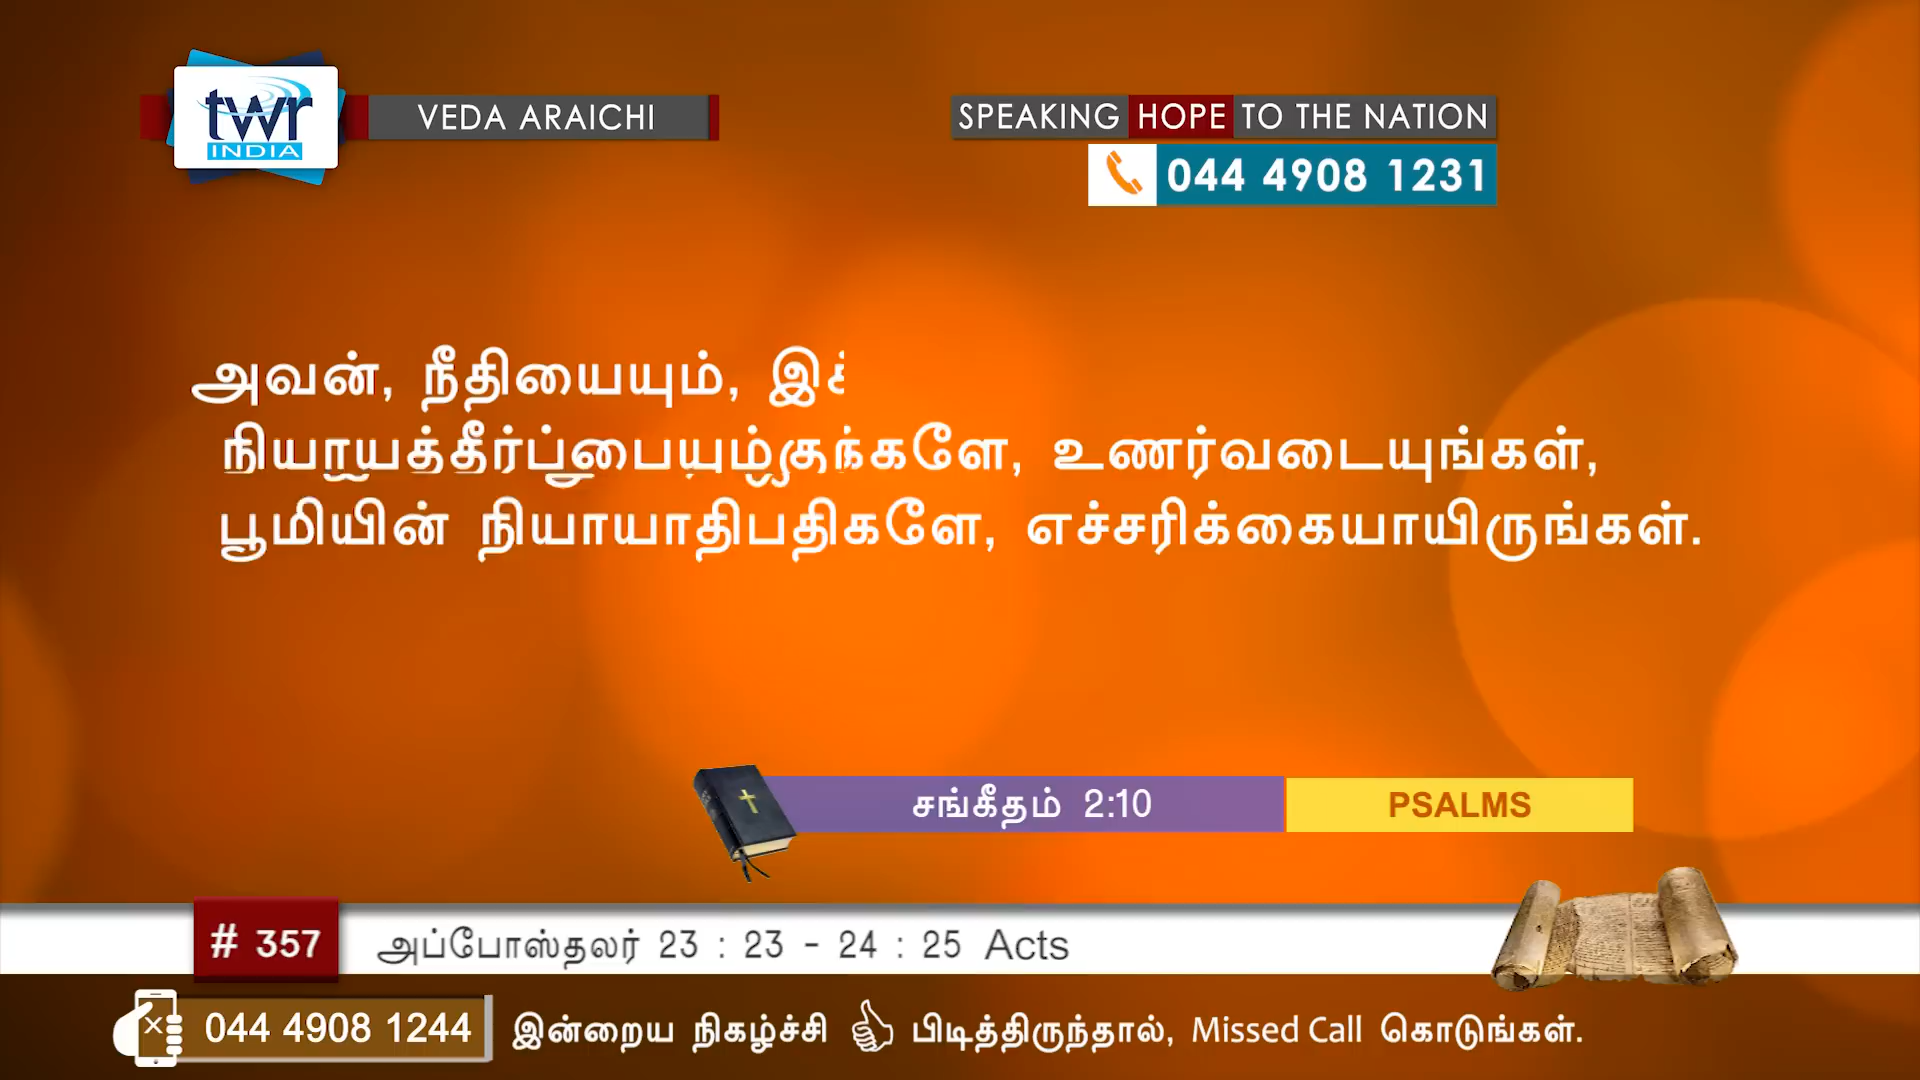 twr
INDIA
VEDA ARAICHI
SPEAKING HOPE TO THE NATION
044 4908 1231
அவன், நீதியையும், இச
உணர்வடையுங்கள்,
பூமியின் நியாயாதிபதிகளே, எச்சரிக்கையாயிருங்கள்.
சங்கீதம் 2:10
PSALMS
# 357
அப்போஸ்தலர் 23 : 23 - 24 : 25 Acts
044 4908 1244
இன்றைய நிகழ்ச்சி பிடித்திருந்தால், Missed Call கொடுங்கள்.